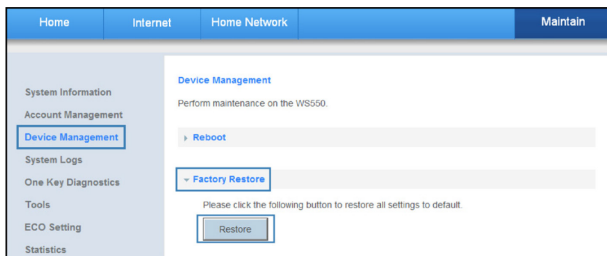 Home Internet Home Network Maintain
System Information
Account Management
Device Management
System Logs
One Key Diagnostics
Tools
ECO Setting
Statistics
Device Management
Perform maintenance on the WS550.
Reboot
Factory Restore
Please click the following button to restore all settings to default.
Restore